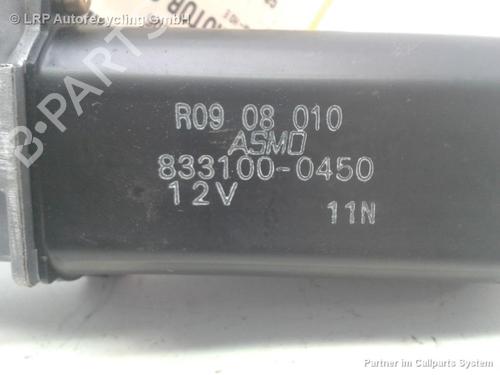 © LRP Autorecycling GmbH
R09 08 010
ASMO
833100-0450
12V
11N
B-PARTS
Partner im Callparts System